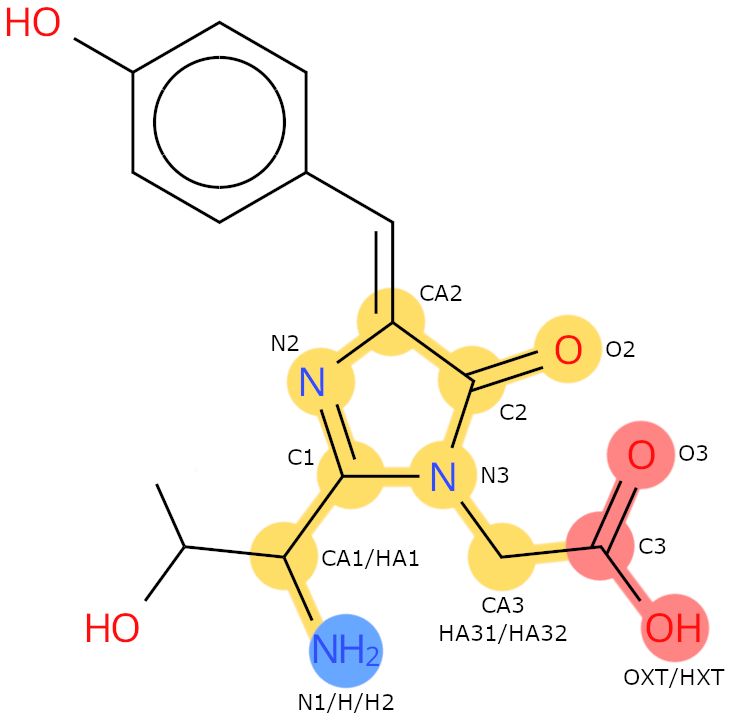 HO
CA2
N2
N
O
O2
C2
C1
N
N3
O
O3
C3
CA1/HA1
CA3
HA31/HA32
HO
NH2
OH
OXT/HXT
N1/H/H2